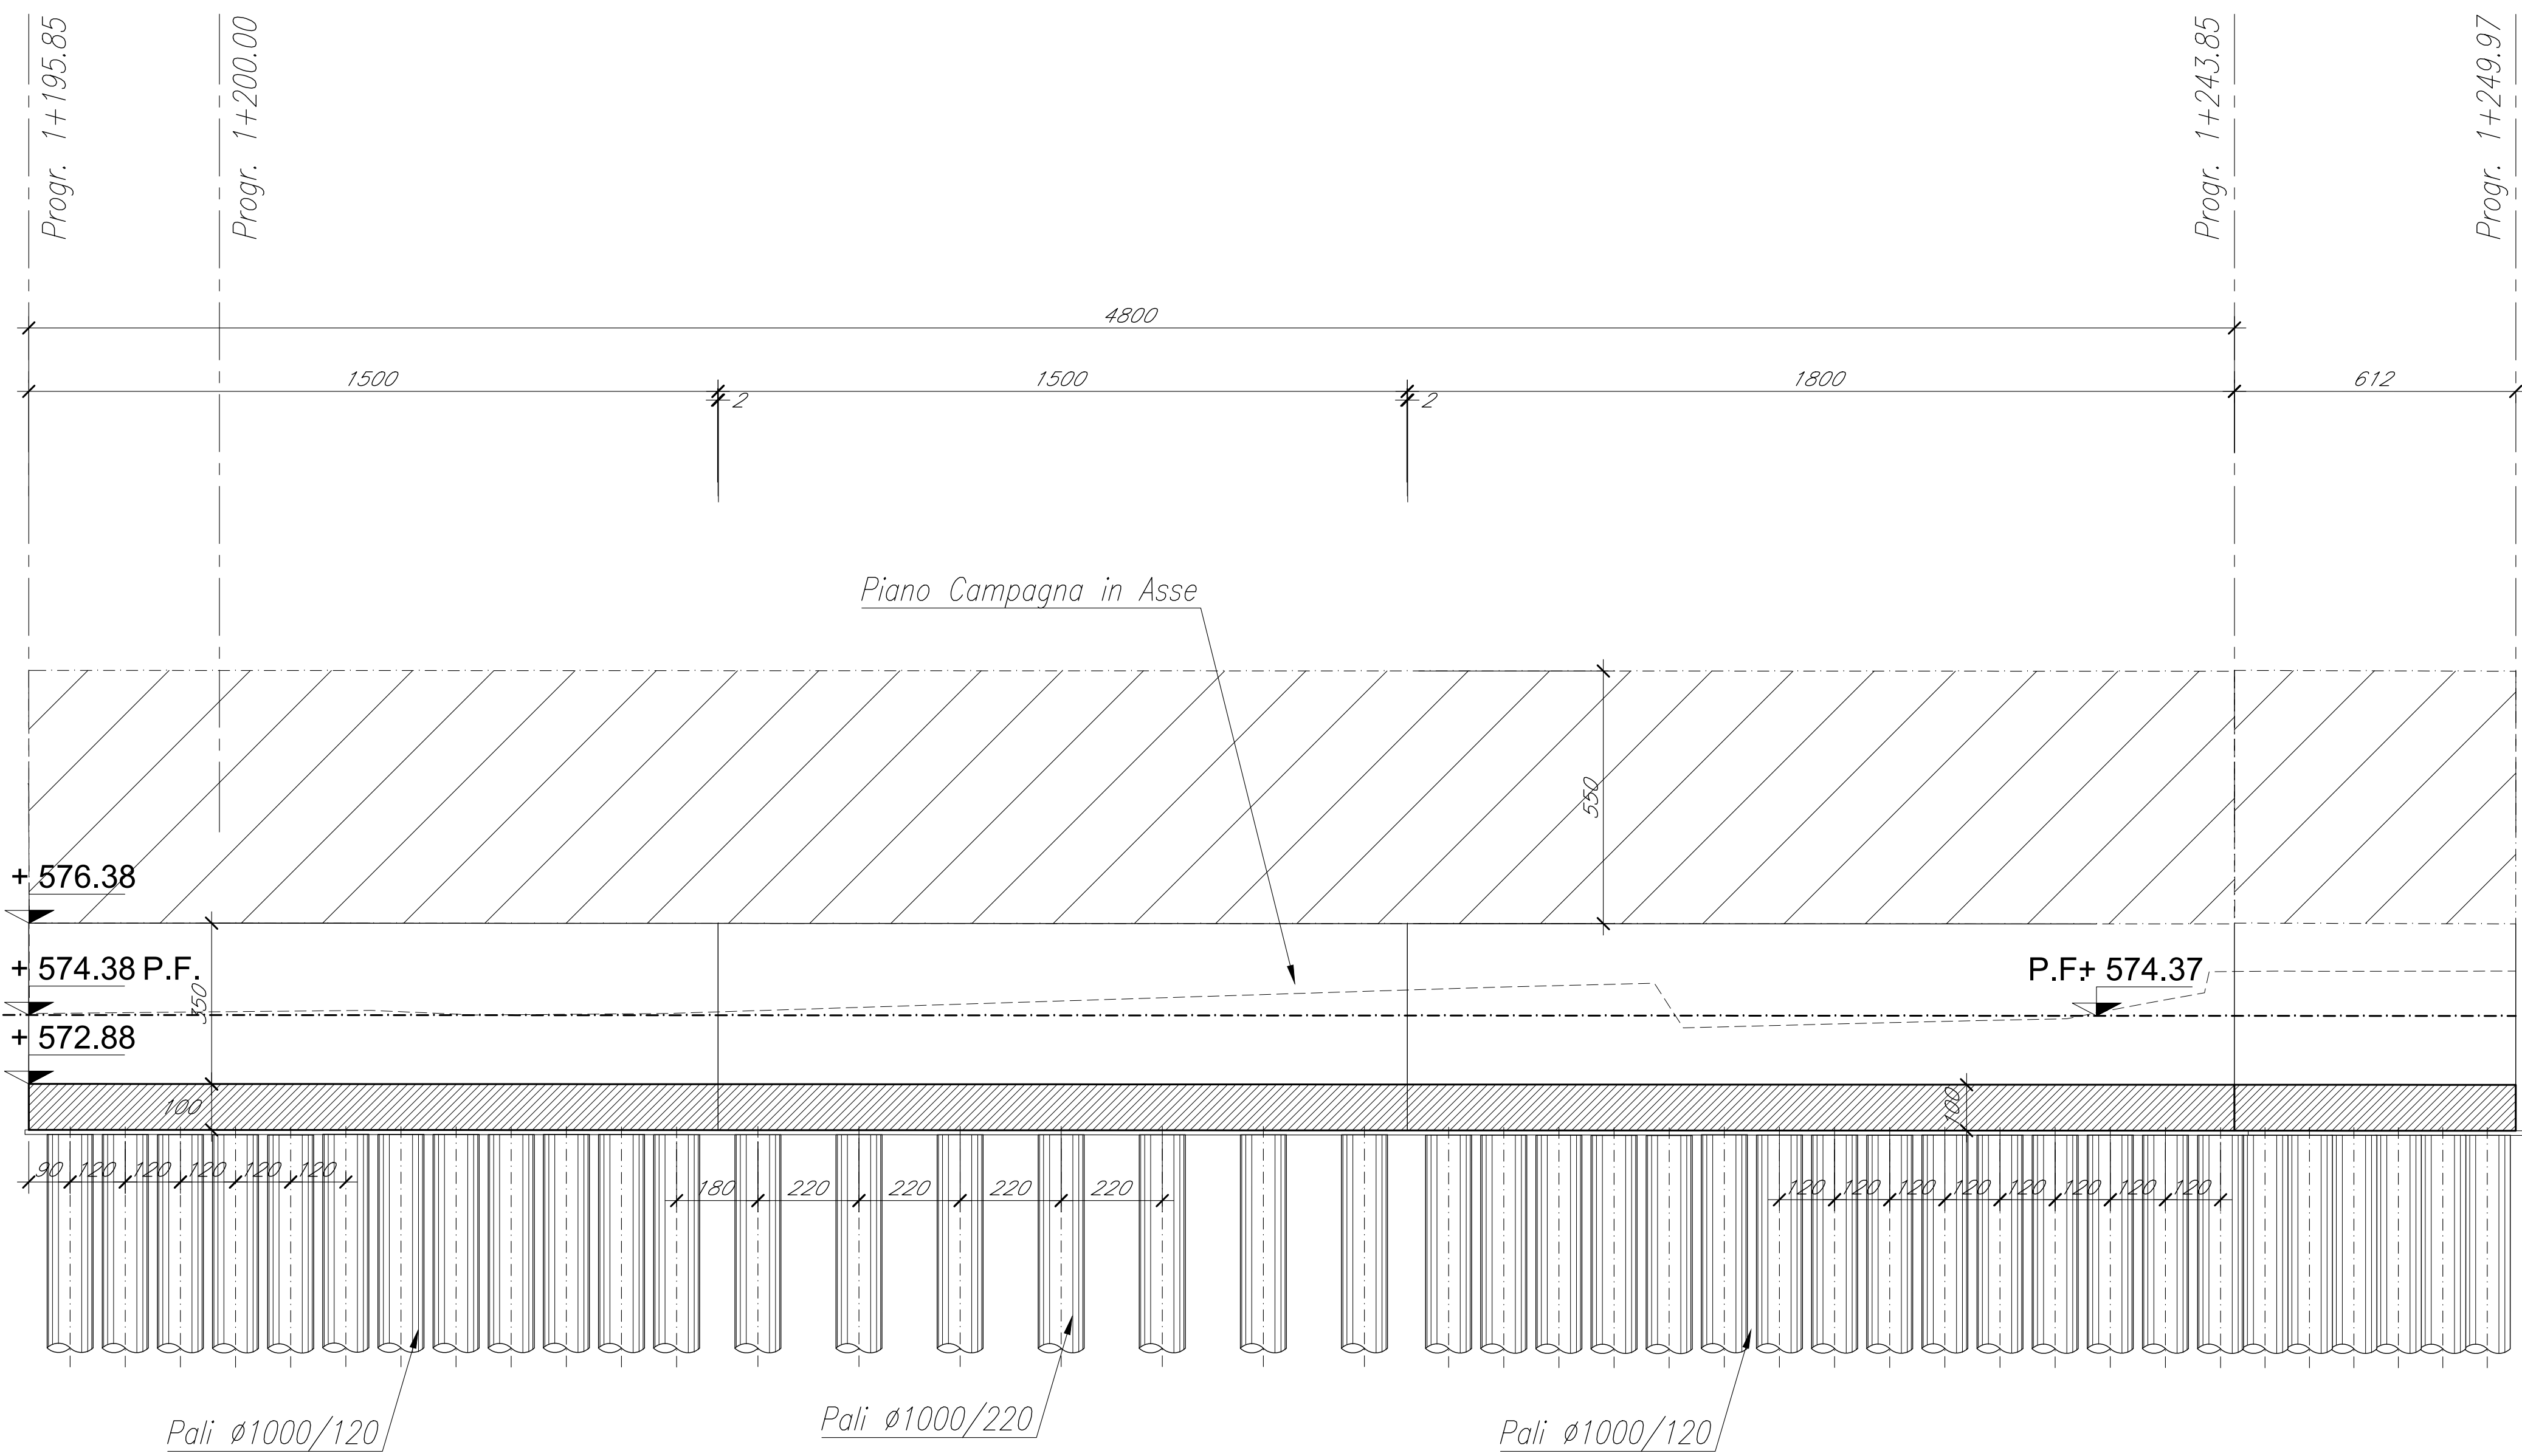 Progr. 1+195.85
Progr. 1+200.00
Progr. 1+243.85
Progr. 1+249.97
4800
1500
1500
1800
612
2
2
Piano Campagna in Asse
550
+ 576.38
+ 574.38 P.F.
P.F.+ 574.37
350
+ 572.88
100
100
90 120 120 120 120 120
180 220 220 220 220
120 120 120 120 120 120 120 120
Pali ø1000/120
Pali ø1000/220
Pali ø1000/120